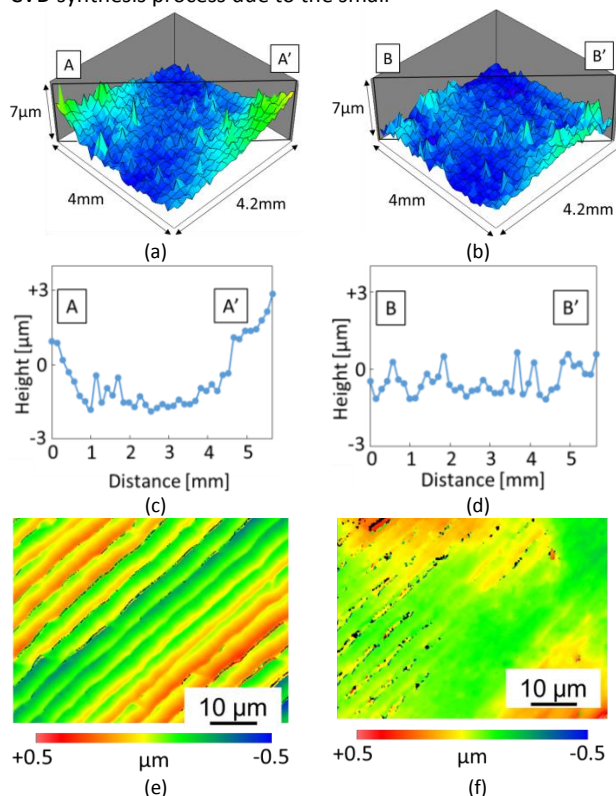 CVD synthesis process due to the small
A A' B B'
7μm 7μm
4mm 4.2mm 4mm 4.2mm
(a) (b)
+3 A A' +3 B B'
Height [μm] 0 Height [μm] 0
-3 -3
0 1 2 3 4 5 0 1 2 3 4 5
Distance [mm] Distance [mm]
(c) (d)
10 μm 10 μm
+0.5 μm -0.5 +0.5 μm -0.5
(e) (f)